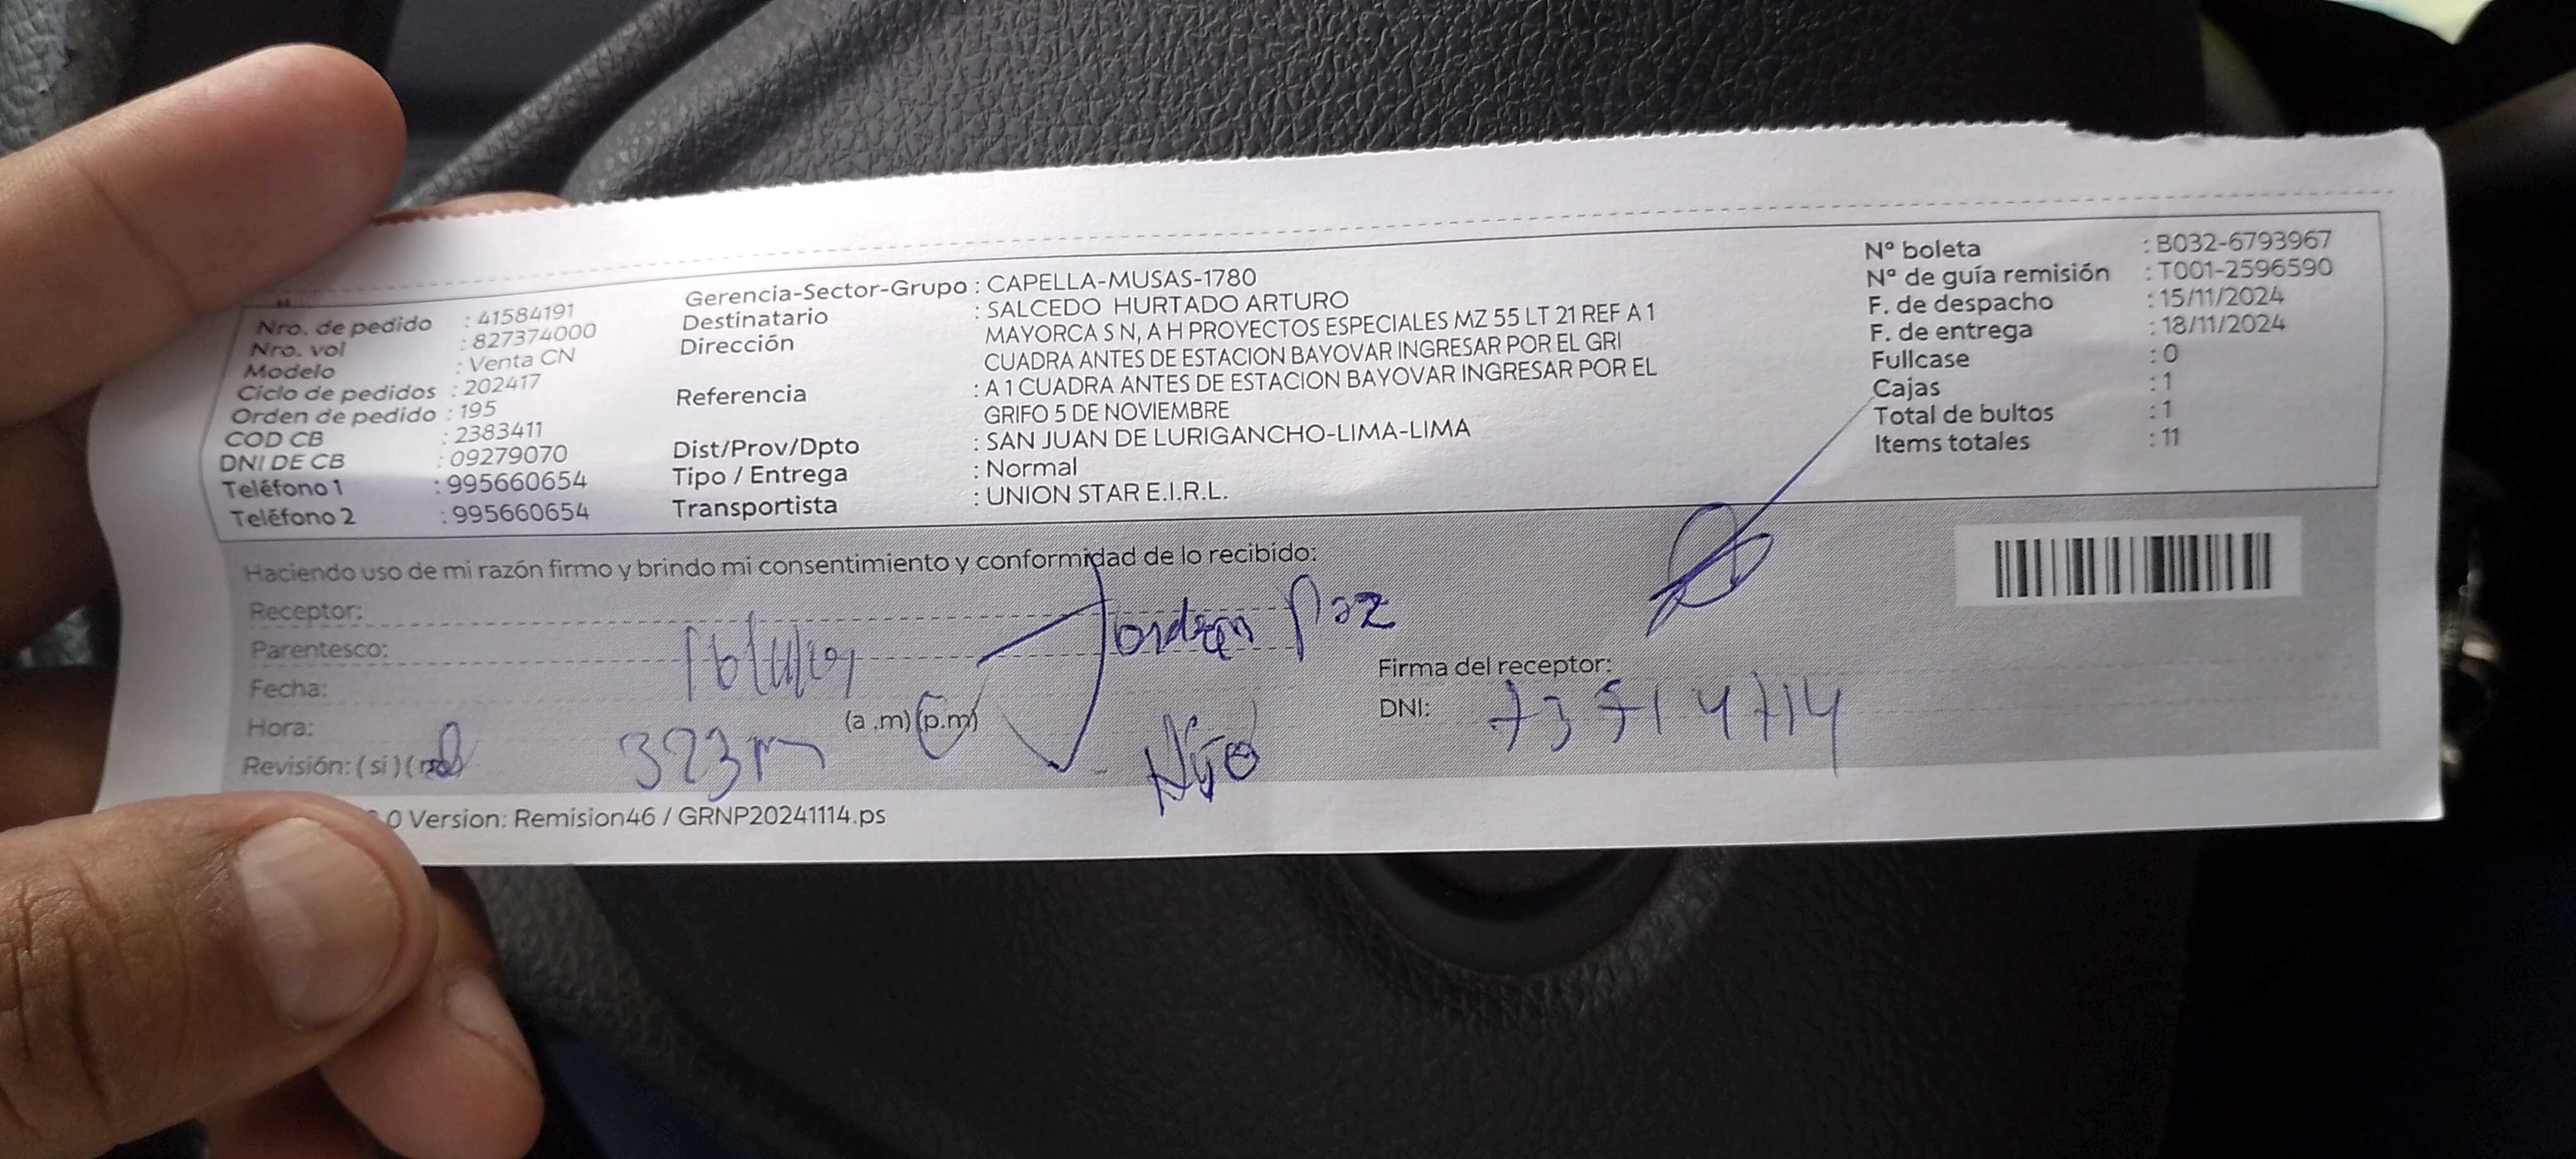 Nro. de pedido : 41584191
Nro. vol : 827374000
Modelo : Venta CN
Ciclo de pedidos : 202417
Orden de pedido : 195
COD CB : 2383411
DNI DE CB : 09279070
Teléfono 1 : 995660654
Teléfono 2 : 995660654
Gerencia-Sector-Grupo : CAPELLA-MUSAS-1780
Destinatario : SALCEDO HURTADO ARTURO
Dirección MAYORCA S N, A H PROYECTOS ESPECIALES MZ 55 LT 21 REF A 1
CUADRA ANTES DE ESTACION BAYOVAR INGRESAR POR EL GRI
Referencia : A 1 CUADRA ANTES DE ESTACION BAYOVAR INGRESAR POR EL
GRIFO 5 DE NOVIEMBRE
Dist/Prov/Dpto : SAN JUAN DE LURIGANCHO-LIMA-LIMA
Tipo / Entrega : Normal
Transportista : UNION STAR E.I.R.L.
Nº boleta : B032-6793967
Nº de guía remisión : T001-2596590
F. de despacho : 15/11/2024
F. de entrega : 18/11/2024
Fullcase : 0
Cajas : 1
Total de bultos : 1
Items totales : 11
Haciendo uso de mi razón firmo y brindo mi consentimiento y conformidad de lo recibido:
Receptor: Jordan Paz
Parentesco:
Fecha:
Hora: (a .m) (p.m)
Revisión: ( si ) ( no )
323m
Firma del receptor:
DNI:
0 Version: Remision46 / GRNP20241114.ps